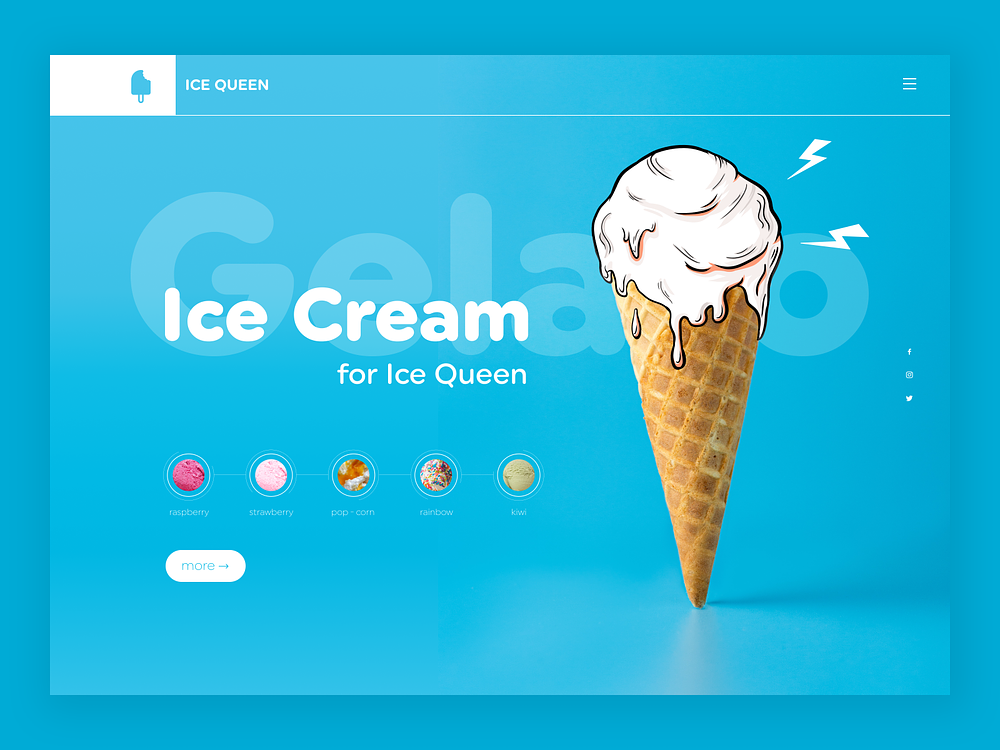 ICE QUEEN
Gelato
Ice Cream
for Ice Queen
raspberry
strawberry
pop - corn
rainbow
kiwi
more →